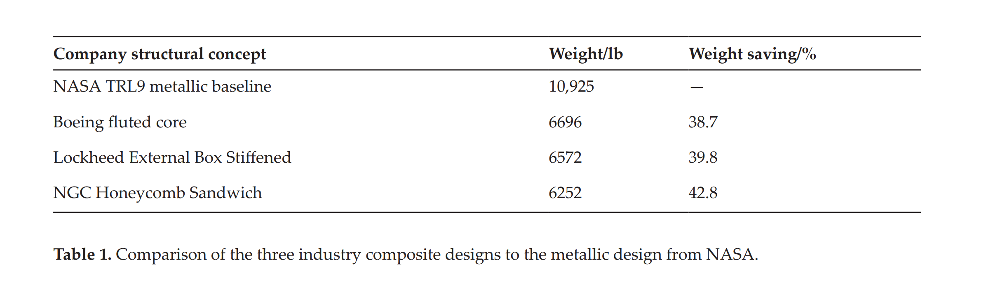 Company structural concept Weight/lb Weight saving/%
NASA TRL9 metallic baseline 10,925 —
Boeing fluted core 6696 38.7
Lockheed External Box Stiffened 6572 39.8
NGC Honeycomb Sandwich 6252 42.8
Table 1. Comparison of the three industry composite designs to the metallic design from NASA.